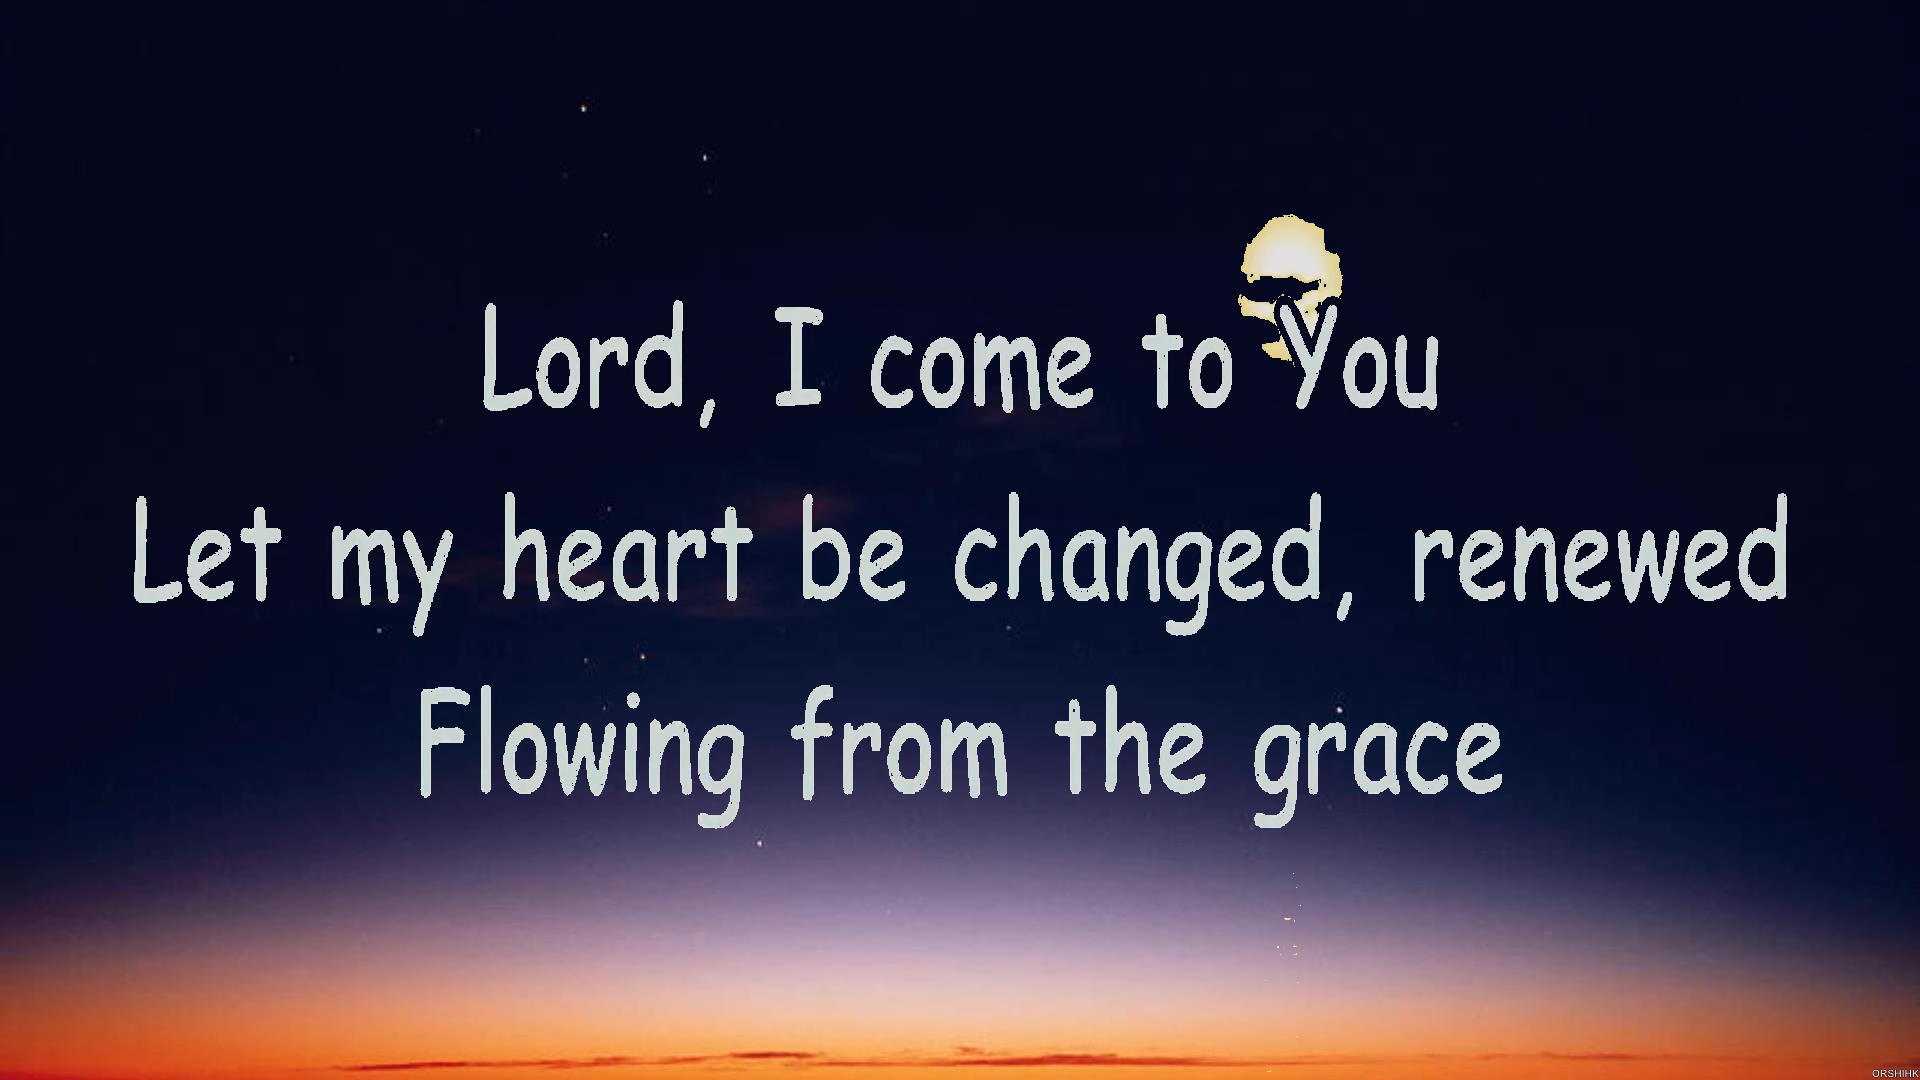 Lord, I come to You
Let my heart be changed, renewed
Flowing from the grace
ORSHIHK